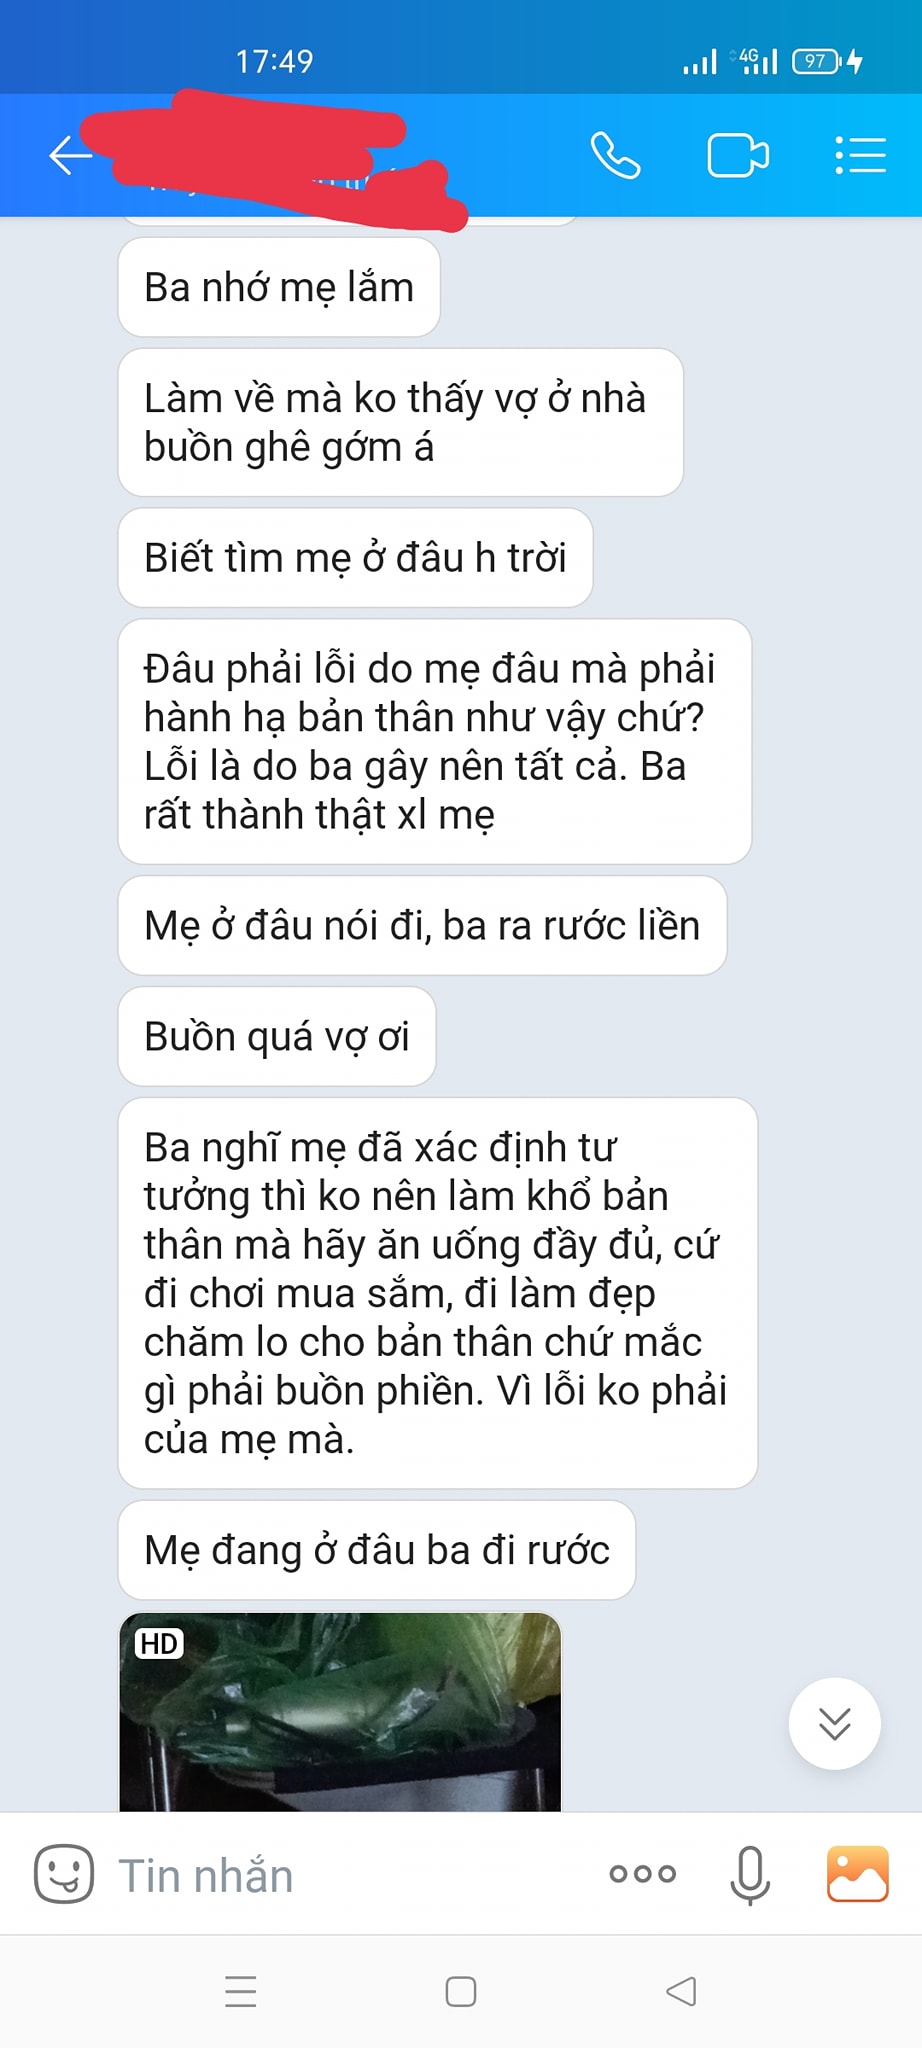 17:49
4G
97
Ba nhớ mẹ lắm
Làm về mà ko thấy vợ ở nhà
buồn ghê gớm á
Biết tìm mẹ ở đâu h trời
Đâu phải lỗi do mẹ đâu mà phải
hành hạ bản thân như vậy chứ?
Lỗi là do ba gây nên tất cả. Ba
rất thành thật xl mẹ
Mẹ ở đâu nói đi, ba ra rước liền
Buồn quá vợ ơi
Ba nghĩ mẹ đã xác định tư
tưởng thì ko nên làm khổ bản
thân mà hãy ăn uống đầy đủ, cứ
đi chơi mua sắm, đi làm đẹp
chăm lo cho bản thân chứ mắc
gì phải buồn phiền. Vì lỗi ko phải
của mẹ mà.
Mẹ đang ở đâu ba đi rước
HD
Tin nhắn